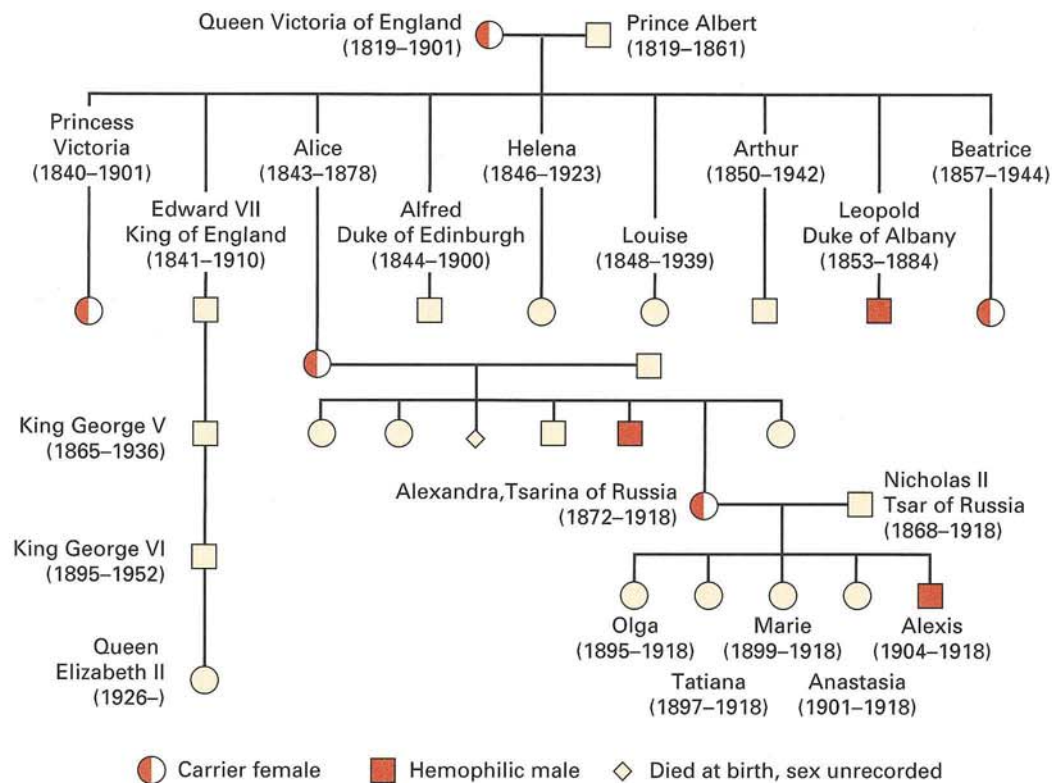 Queen Victoria of England
(1819–1901)
Prince Albert
(1819–1861)
Princess
Victoria
(1840–1901)
Alice
(1843–1878)
Helena
(1846–1923)
Arthur
(1850–1942)
Beatrice
(1857–1944)
Edward VII
King of England
(1841–1910)
Alfred
Duke of Edinburgh
(1844–1900)
Louise
(1848–1939)
Leopold
Duke of Albany
(1853–1884)
King George V
(1865–1936)
Alexandra,Tsarina of Russia
(1872–1918)
Nicholas II
Tsar of Russia
(1868–1918)
King George VI
(1895–1952)
Olga
(1895–1918)
Marie
(1899–1918)
Alexis
(1904–1918)
Queen
Elizabeth II
(1926–)
Tatiana
(1897–1918)
Anastasia
(1901–1918)
Carrier female
Hemophilic male
Died at birth, sex unrecorded